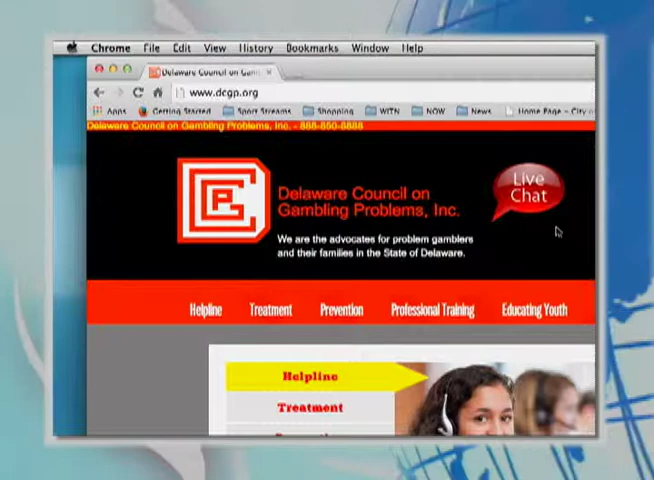 Chrome File Edit View History Bookmarks Window Help
Delaware Council on Gam
www.dcgp.org
Apps Getting Started Sport Streams Shopping WITN NOW News Home Page - City o
Delaware Council on Gambling Problems, Inc. - 888-850-8888
Delaware Council on
Gambling Problems, Inc.
We are the advocates for problem gamblers
and their families in the State of Delaware.
Live
Chat
Helpline Treatment Prevention Professional Training Educating Youth
Helpline
Treatment